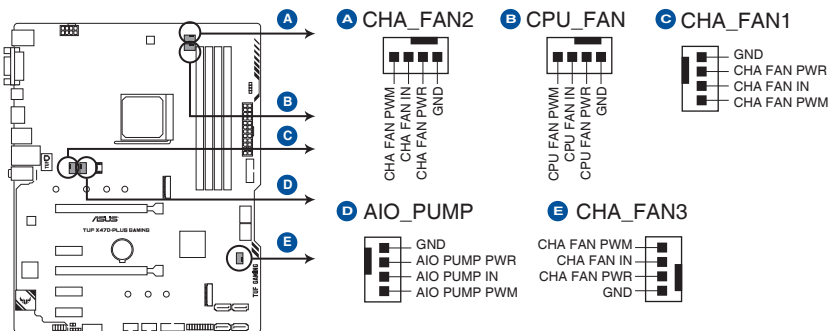 A CHA_FAN2
B CPU_FAN
C CHA_FAN1
A
CHA FAN PWM
CHA FAN IN
CHA FAN PWR
GND
CPU FAN PWM
CPU FAN IN
CPU FAN PWR
GND
GND
CHA FAN PWR
CHA FAN IN
CHA FAN PWM
B
C
D
E
ASUS
TUF X470-PLUS GAMING
TUF GAMING
D AIO_PUMP
GND
AIO PUMP PWR
AIO PUMP IN
AIO PUMP PWM
E CHA_FAN3
CHA FAN PWM
CHA FAN IN
CHA FAN PWR
GND